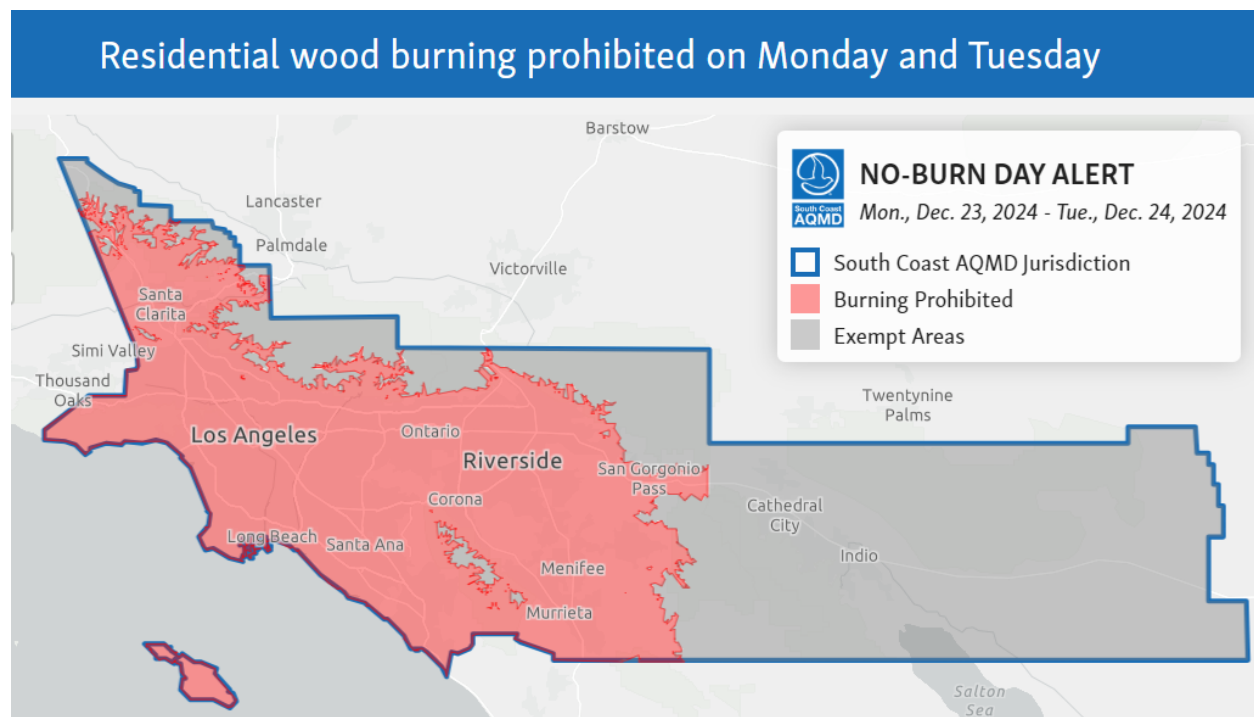 Residential wood burning prohibited on Monday and Tuesday
Barstow
NO-BURN DAY ALERT
South Coast
AQMD
Mon., Dec. 23, 2024 - Tue., Dec. 24, 2024
South Coast AQMD Jurisdiction
Burning Prohibited
Exempt Areas
Lancaster
Palmdale
Victorville
Santa
Clarita
Simi Valley
Thousand
Oaks
Twentynine
Palms
Los Angeles
Ontario
Riverside
San Gorgonio
Pass
Corona
Cathedral
City
Long Beach
Santa Ana
Indio
Menifee
Murrieta
Salton
Sea